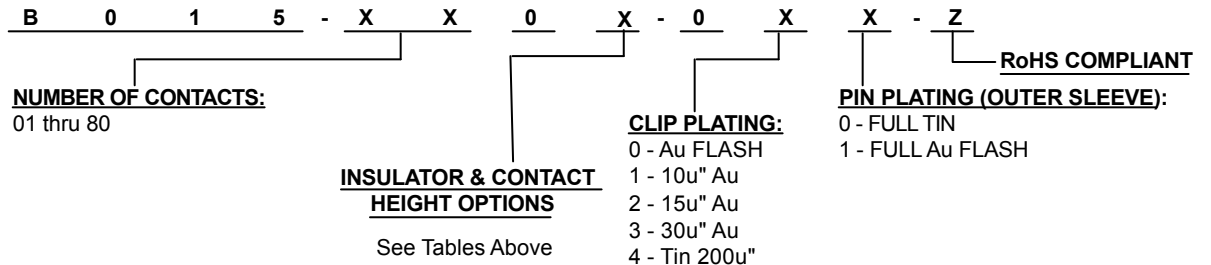 B 0 1 5 - X X 0 X - 0 X X - Z
RoHS COMPLIANT
NUMBER OF CONTACTS:
01 thru 80
INSULATOR & CONTACT
HEIGHT OPTIONS
See Tables Above
CLIP PLATING:
0 - Au FLASH
1 - 10u" Au
2 - 15u" Au
3 - 30u" Au
4 - Tin 200u"
PIN PLATING (OUTER SLEEVE):
0 - FULL TIN
1 - FULL Au FLASH